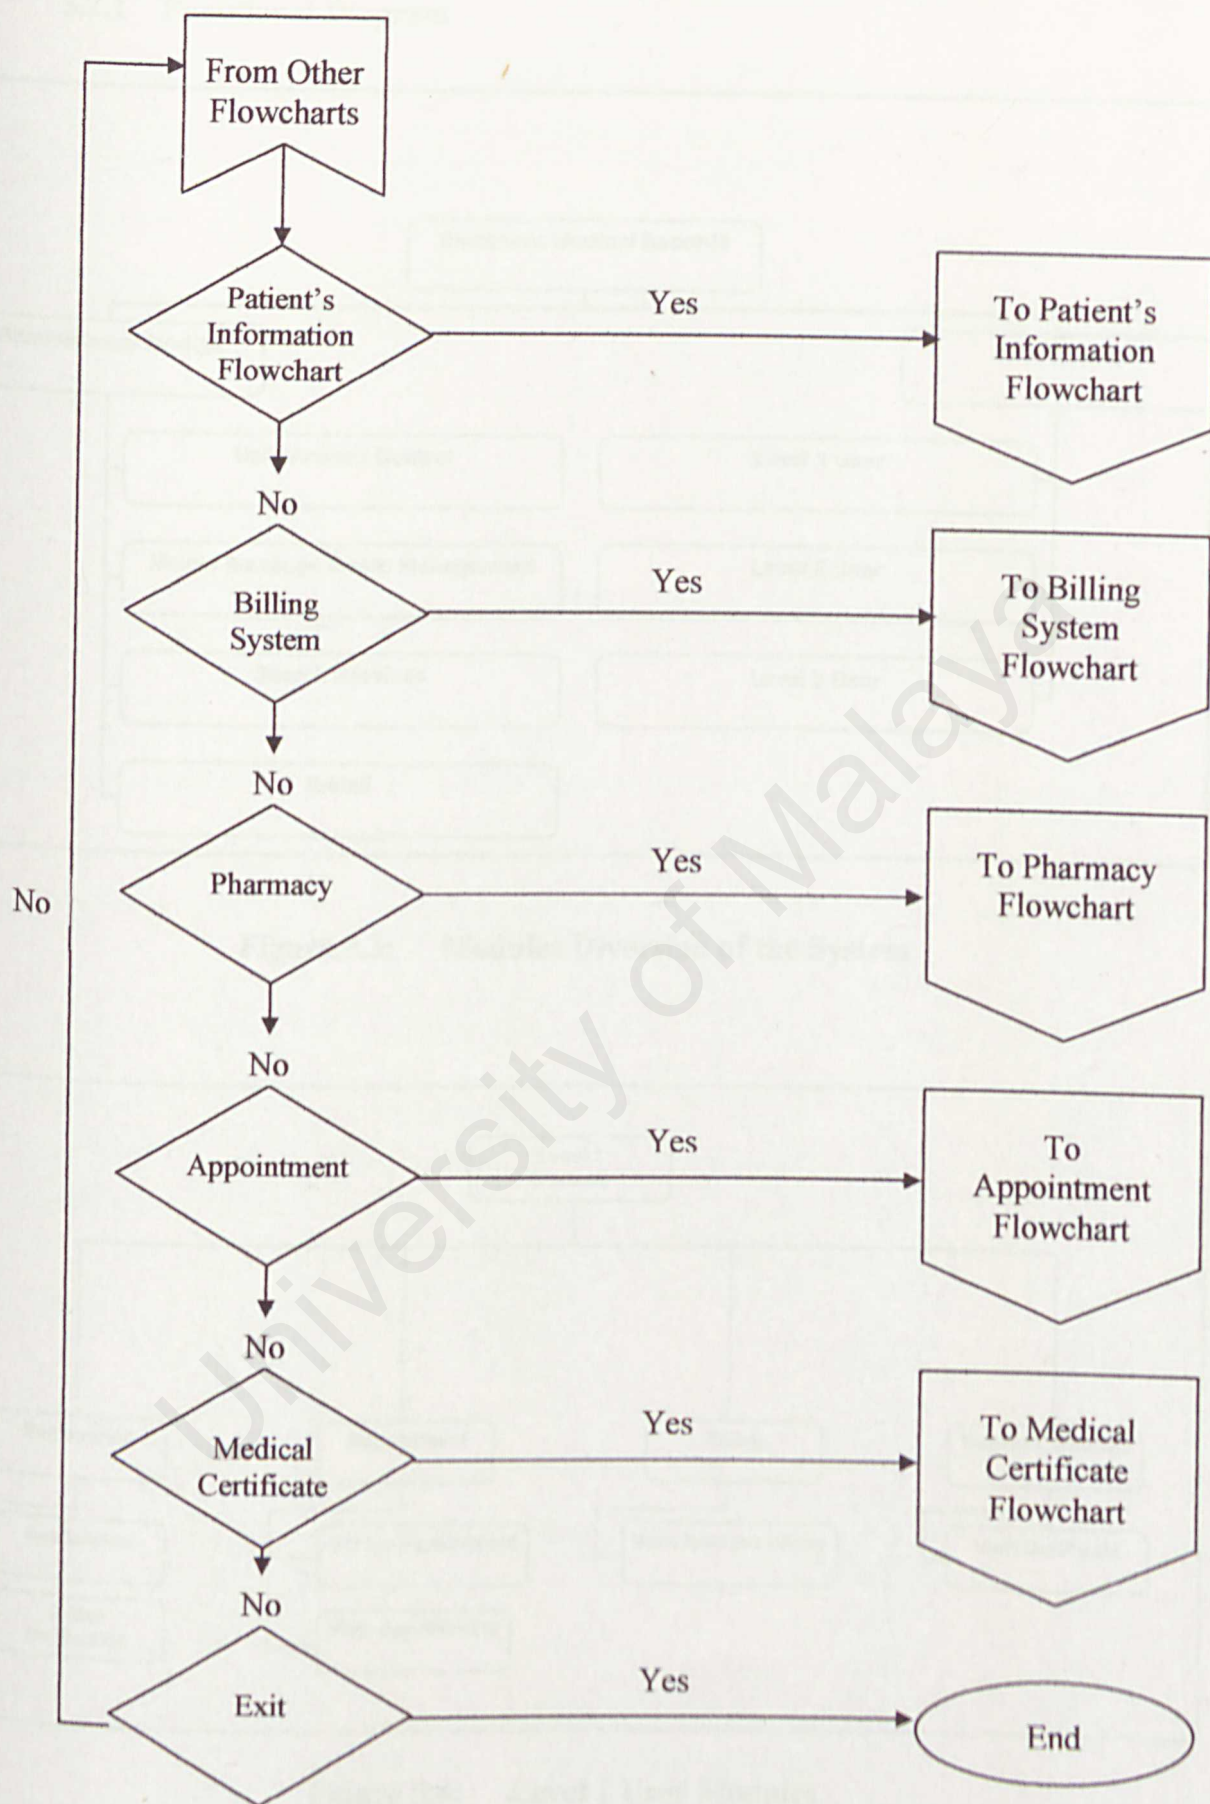 From Other
Flowcharts
Patient's
Information
Flowchart
Yes
To Patient's
Information
Flowchart
No
Billing
System
Yes
To Billing
System
Flowchart
No
Pharmacy
Yes
To Pharmacy
Flowchart
No
No
Appointment
Yes
To
Appointment
Flowchart
No
Medical
Certificate
Yes
To Medical
Certificate
Flowchart
No
Exit
Yes
End
University of Malaya